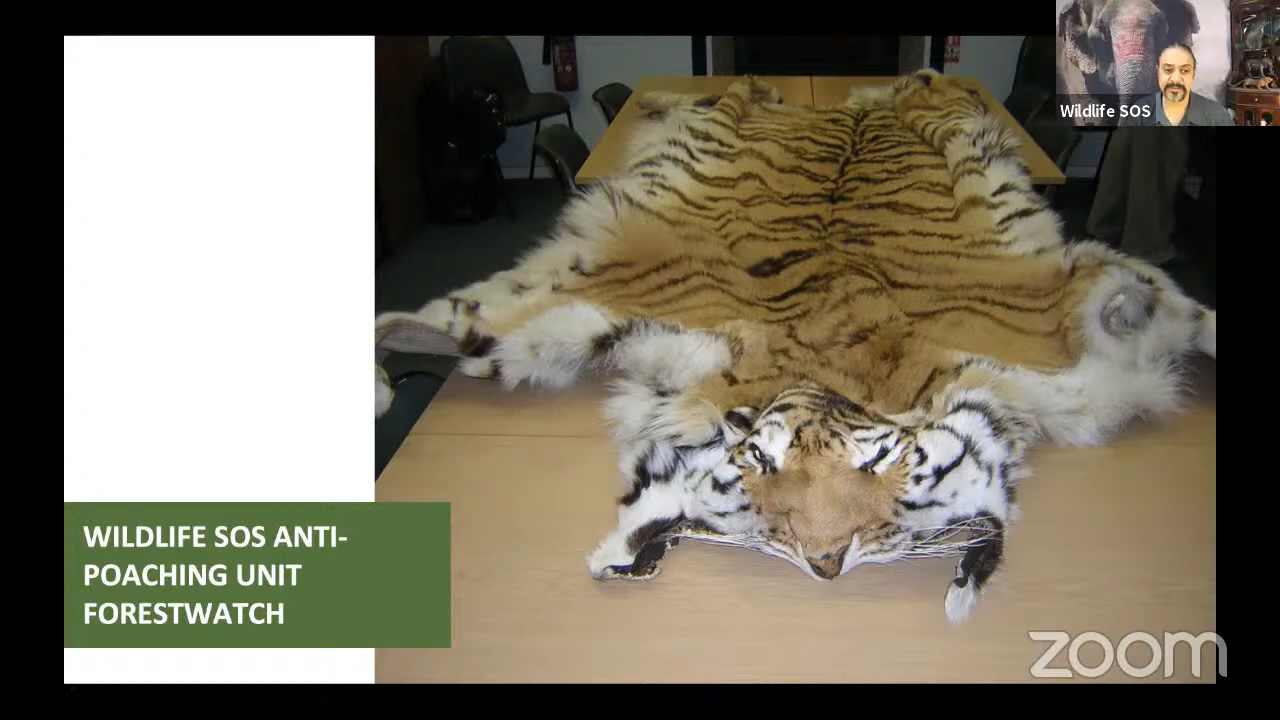 Wildlife SOS
WILDLIFE SOS ANTI-
POACHING UNIT
FORESTWATCH
zoom